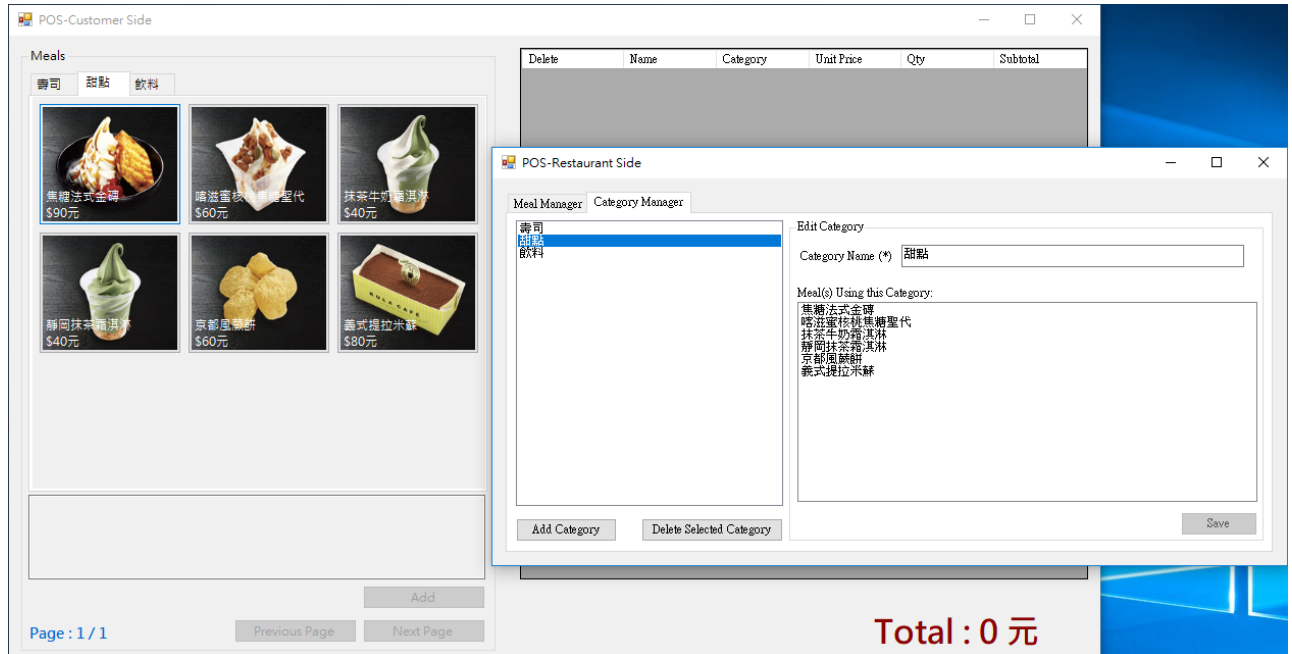 POS-Customer Side
Meals
壽司 甜點 飲料
焦糖法式金磚
$90元
喀滋蜜核桃焦糖聖代
$60元
抹茶牛奶霜淇淋
$40元
靜岡抹茶霜淇淋
$40元
京都風蕨餅
$60元
義式提拉米蘇
$80元
KURA CAFE
Add
Page : 1 / 1
Previous Page Next Page
Delete Name Category Unit Price Qty Subtotal
Total : 0 元
POS-Restaurant Side
Meal Manager Category Manager
壽司
甜點
飲料
Add Category Delete Selected Category
Edit Category
Category Name (*) 甜點
Meal(s) Using this Category:
焦糖法式金磚
喀滋蜜核桃焦糖聖代
抹茶牛奶霜淇淋
靜岡抹茶霜淇淋
京都風蕨餅
義式提拉米蘇
Save